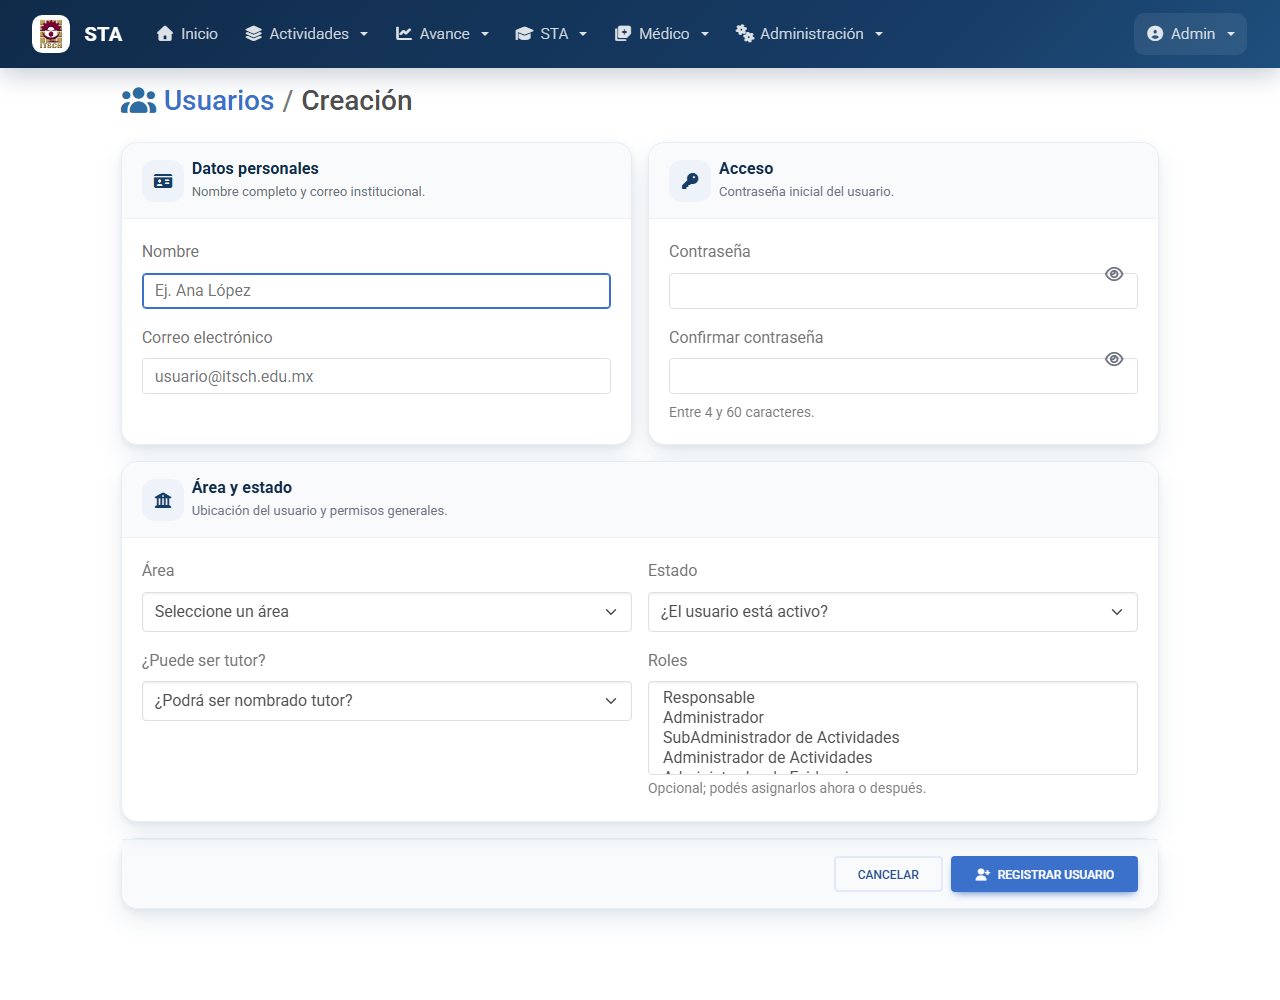 ITSCH
STA
Inicio
Actividades
Avance
STA
Médico
Administración
Admin
Usuarios / Creación
Datos personales
Nombre completo y correo institucional.
Nombre
Ej. Ana López
Correo electrónico
usuario@itsch.edu.mx
Acceso
Contraseña inicial del usuario.
Contraseña
Confirmar contraseña
Entre 4 y 60 caracteres.
Área y estado
Ubicación del usuario y permisos generales.
Área
Seleccione un área
Estado
¿El usuario está activo?
¿Puede ser tutor?
¿Podrá ser nombrado tutor?
Roles
Responsable
Administrador
SubAdministrador de Actividades
Administrador de Actividades
Opcional; podés asignarlos ahora o después.
CANCELAR
REGISTRAR USUARIO